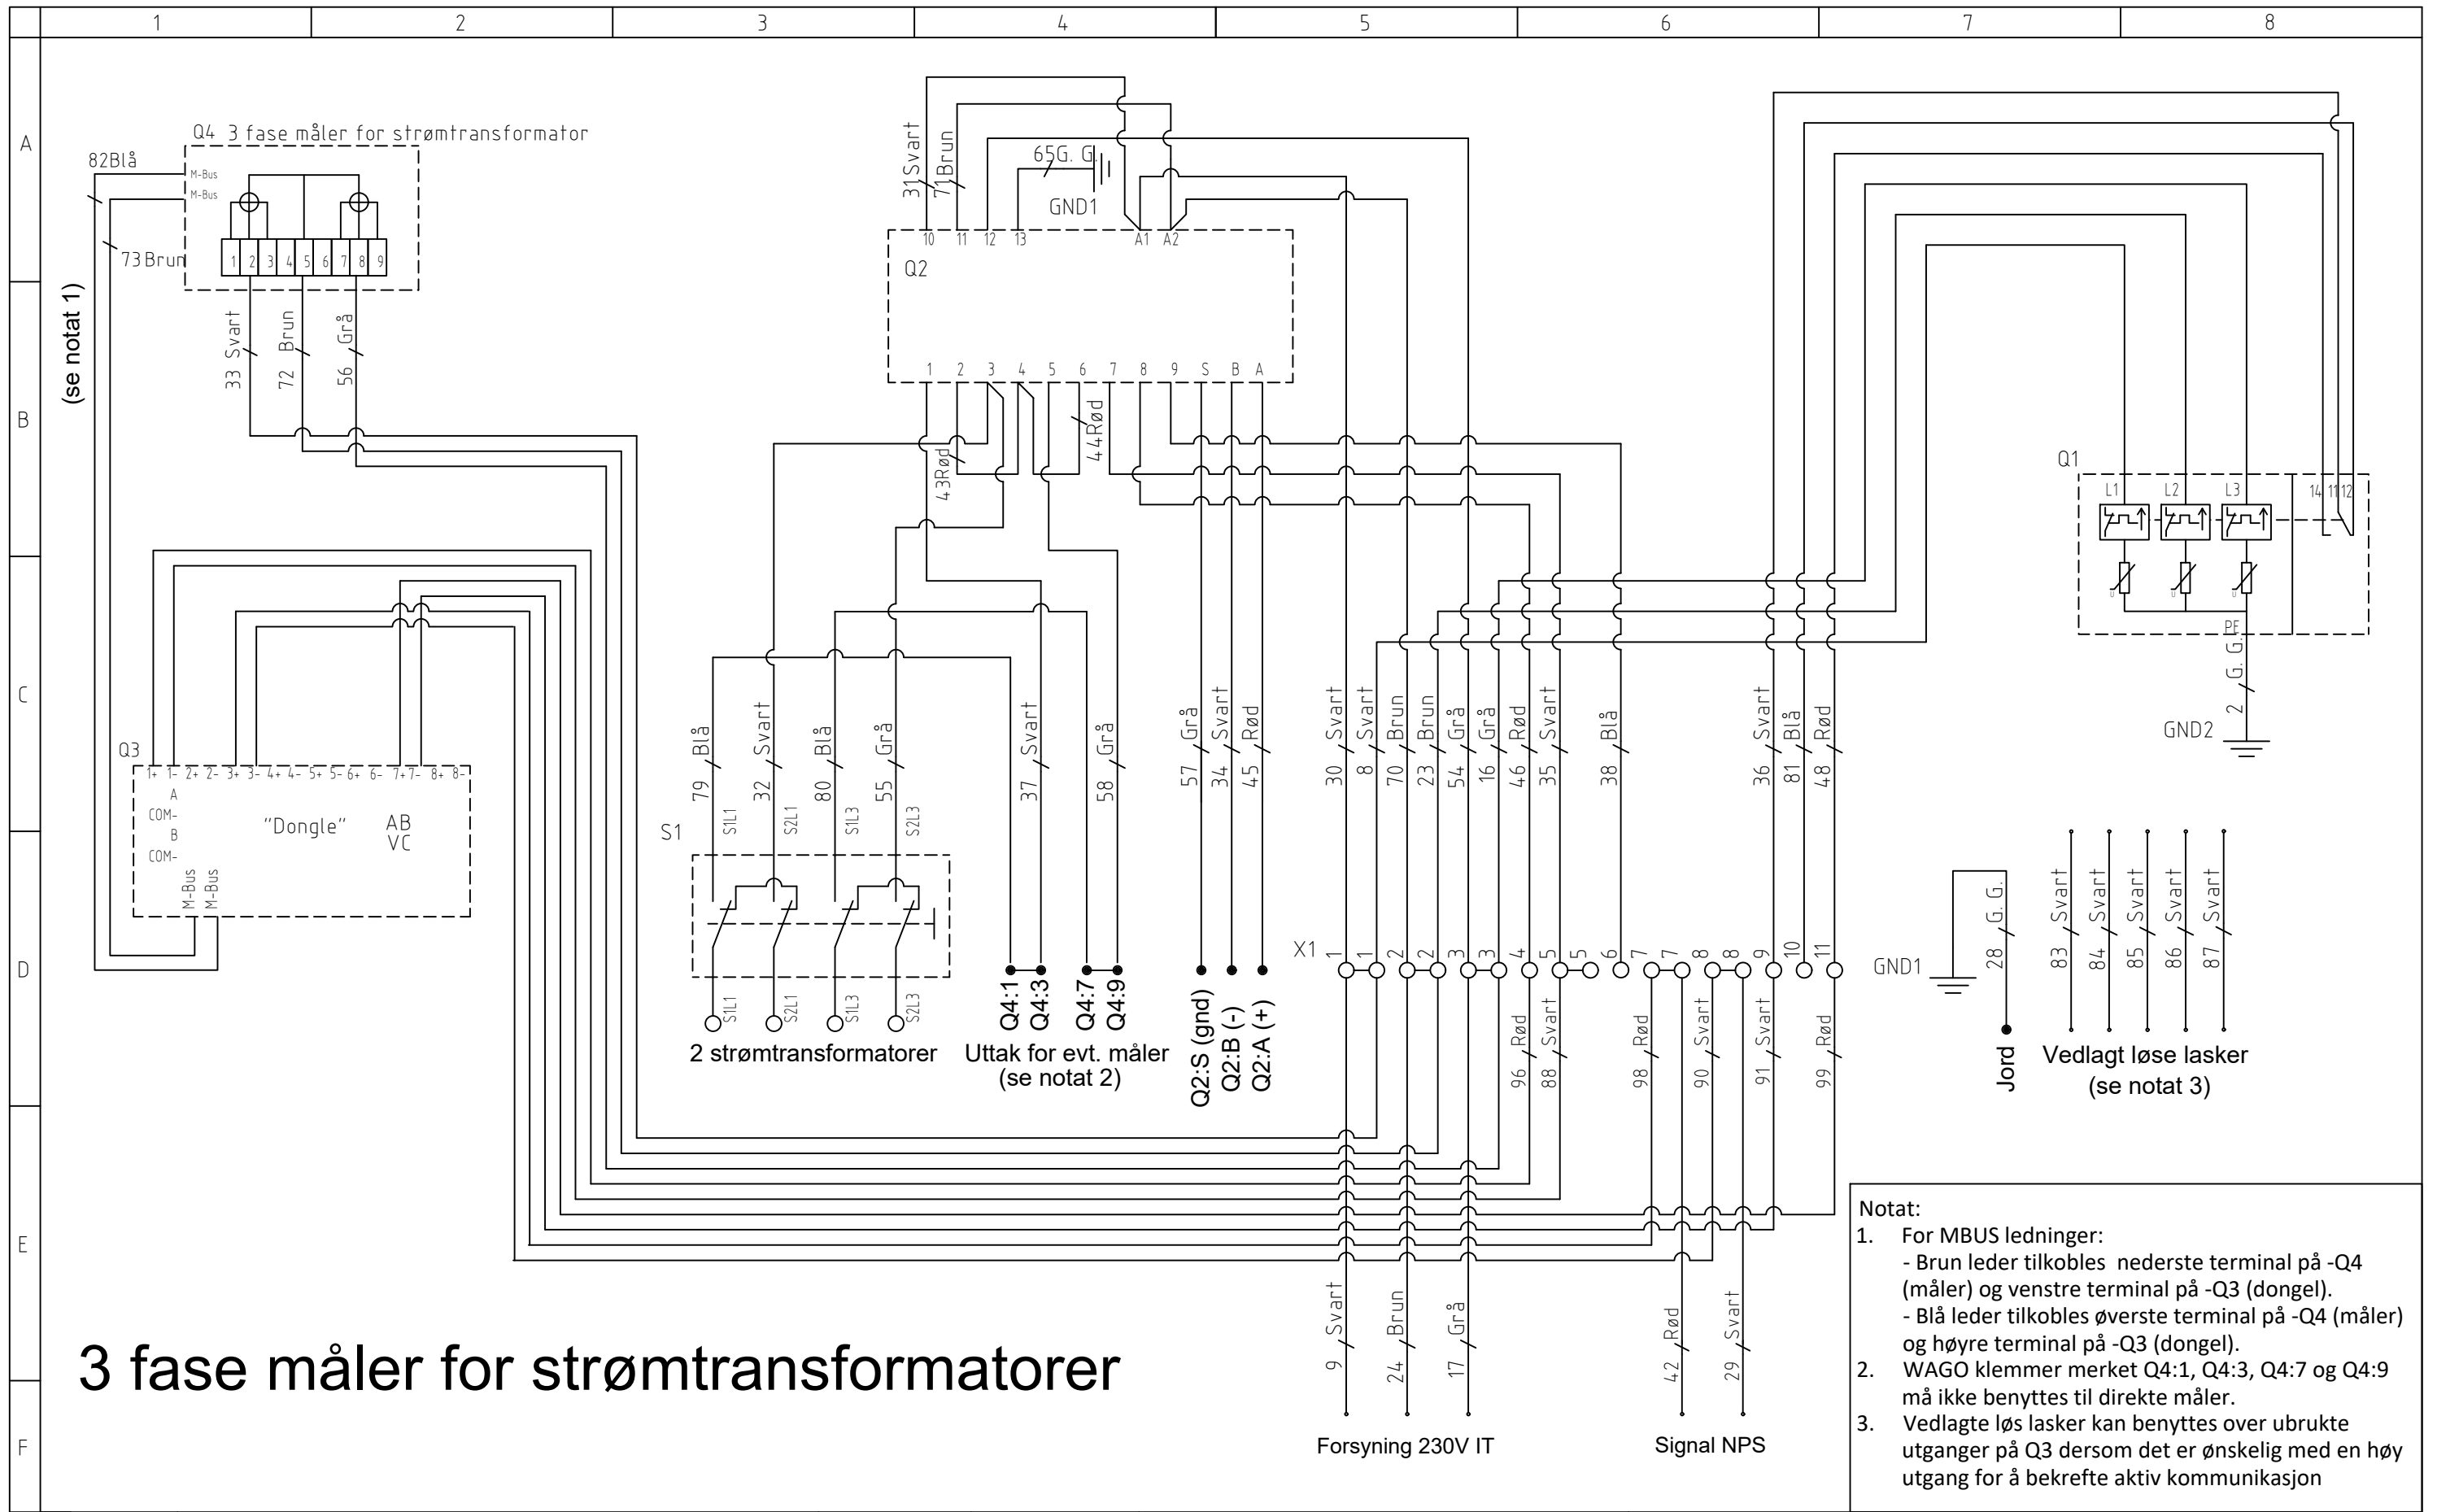 1 2 3 4 5 6 7 8
A
B
C
D
E
F
Q4 3 fase måler for strømtransformator
82Blå
M-Bus
M-Bus
73Brun
1 2 3 4 5 6 7 8 9
(se notat 1)
33 Svart
72 Brun
56 Grå
31Svart
71Brun
65G. G.
GND1
10 11 12 13 A1 A2
Q2
1 2 3 4 5 6 7 8 9 S B A
43Rød
44Rød
Q1
L1 L2 L3 14 11 12
U U U
PE
2 G. G.
GND2
Q3
1+ 1- 2+ 2- 3+ 3- 4+ 4- 5+ 5- 6+ 6- 7+ 7- 8+ 8-
A
COM-
B
COM-
"Dongle"
AB
VC
M-Bus
M-Bus
79 Blå
32 Svart
80 Blå
55 Grå
37 Svart
58 Grå
57 Grå
34 Svart
45 Rød
30 Svart
8 Svart
70 Brun
23 Brun
54 Grå
16 Grå
46 Rød
35 Svart
38 Blå
36 Svart
81 Blå
48 Rød
S1
S1L1 S2L1 S1L3 S2L3
S1L1 S2L1 S1L3 S2L3
2 strømtransformatorer
Q4:1
Q4:3
Q4:7
Q4:9
Uttak for evt. måler
(se notat 2)
Q2:S (gnd)
Q2:B (-)
Q2:A (+)
X1
1 1 2 2 3 3 4 5 5 6 7 7 8 8 9 10 11
96 Rød
88 Svart
98 Rød
90 Svart
91 Svart
99 Rød
GND1
28 G. G.
Jord
83 Svart
84 Svart
85 Svart
86 Svart
87 Svart
Vedlagt løse lasker
(se notat 3)
9 Svart
24 Brun
17 Grå
42 Rød
29 Svart
Forsyning 230V IT
Signal NPS
3 fase måler for strømtransformatorer
Notat:
1. For MBUS ledninger:
- Brun leder tilkobles nederste terminal på -Q4
(måler) og venstre terminal på -Q3 (dongel).
- Blå leder tilkobles øverste terminal på -Q4 (måler)
og høyre terminal på -Q3 (dongel).
2. WAGO klemmer merket Q4:1, Q4:3, Q4:7 og Q4:9
må ikke benyttes til direkte måler.
3. Vedlagte løs lasker kan benyttes over ubrukte
utganger på Q3 dersom det er ønskelig med en høy
utgang for å bekrefte aktiv kommunikasjon